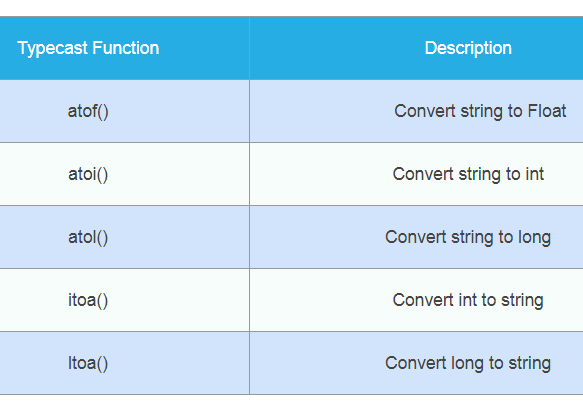 Typecast Function Description
atof() Convert string to Float
atoi() Convert string to int
atol() Convert string to long
itoa() Convert int to string
ltoa() Convert long to string